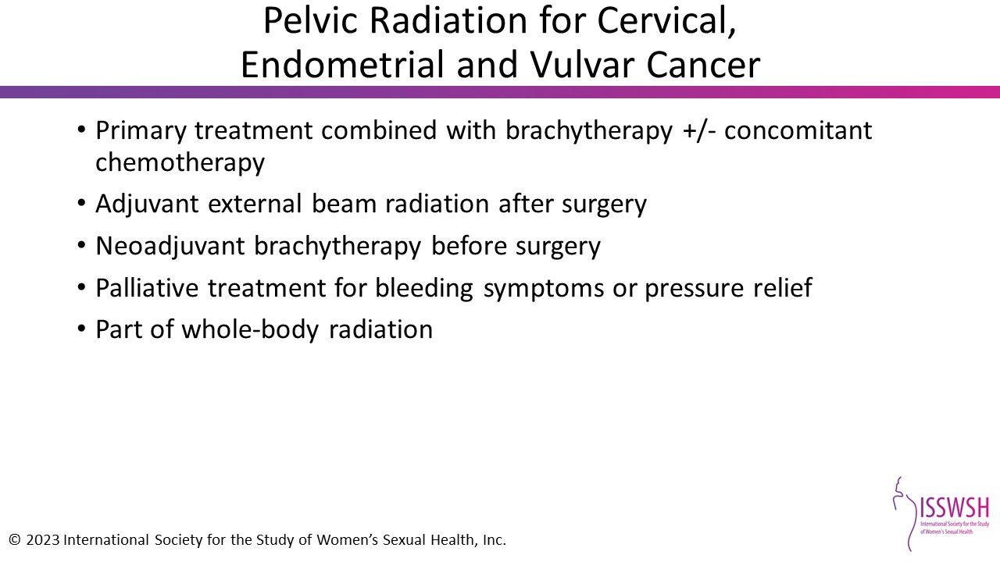 Pelvic Radiation for Cervical,
Endometrial and Vulvar Cancer
• Primary treatment combined with brachytherapy +/- concomitant
chemotherapy
• Adjuvant external beam radiation after surgery
• Neoadjuvant brachytherapy before surgery
• Palliative treatment for bleeding symptoms or pressure relief
• Part of whole-body radiation
ISSWSH
International Society for the Study
of Women's Sexual Health
© 2023 International Society for the Study of Women’s Sexual Health, Inc.